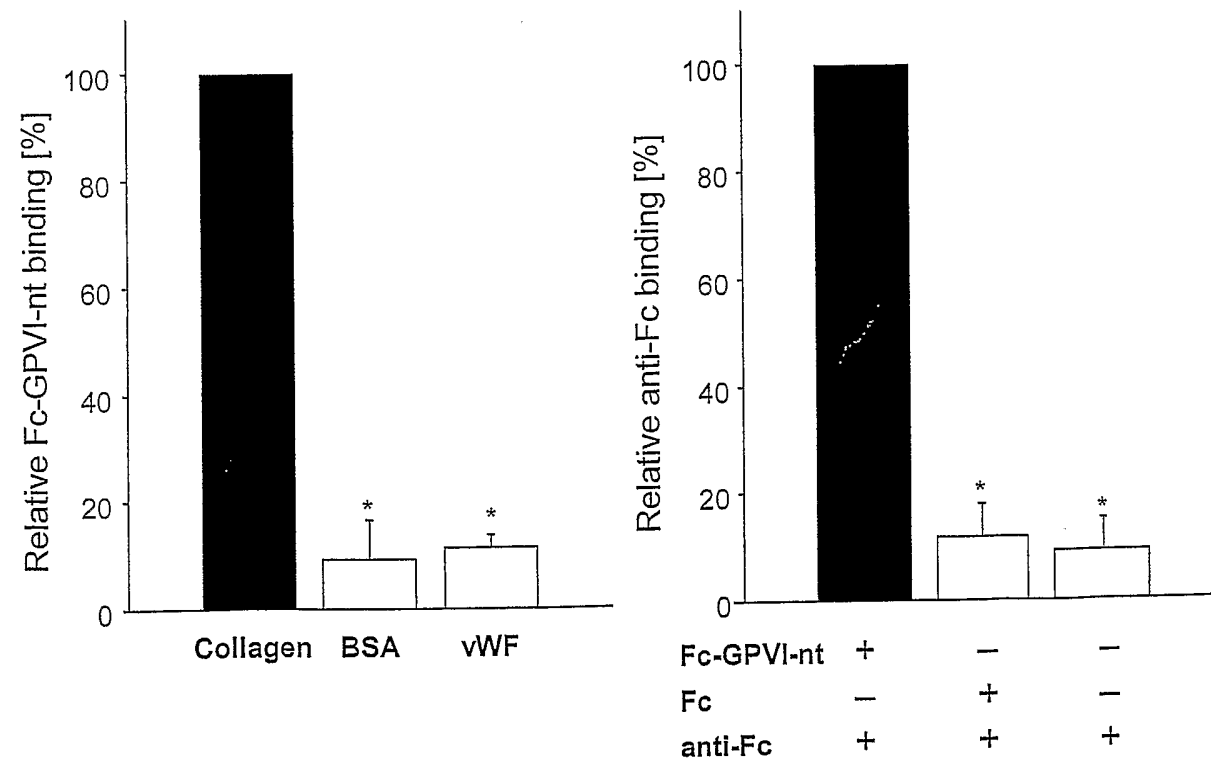 Relative Fc-GPVI-nt binding [%]
100
80
60
40
20
0
*
*
Collagen BSA vWF
Relative anti-Fc binding [%]
100
80
60
40
20
0
*
*
Fc-GPVI-nt + − −
Fc − + −
anti-Fc + + +